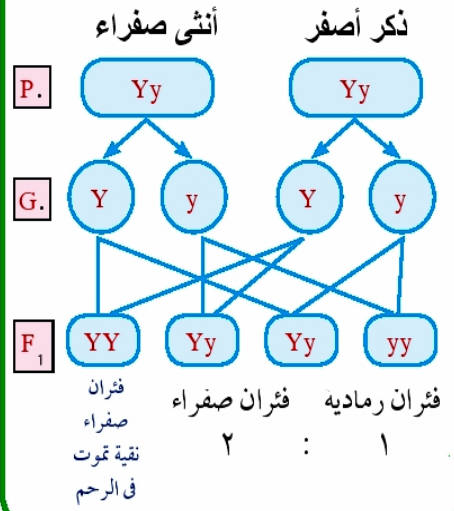 ذكر أصفر أنثى صفراء
P. Yy Yy
G. Y y Y y
F1 YY Yy Yy yy
فئران
صفراء
نقية تموت
فى الرحم
فئران صفراء فئران رمادية
٢ : ١